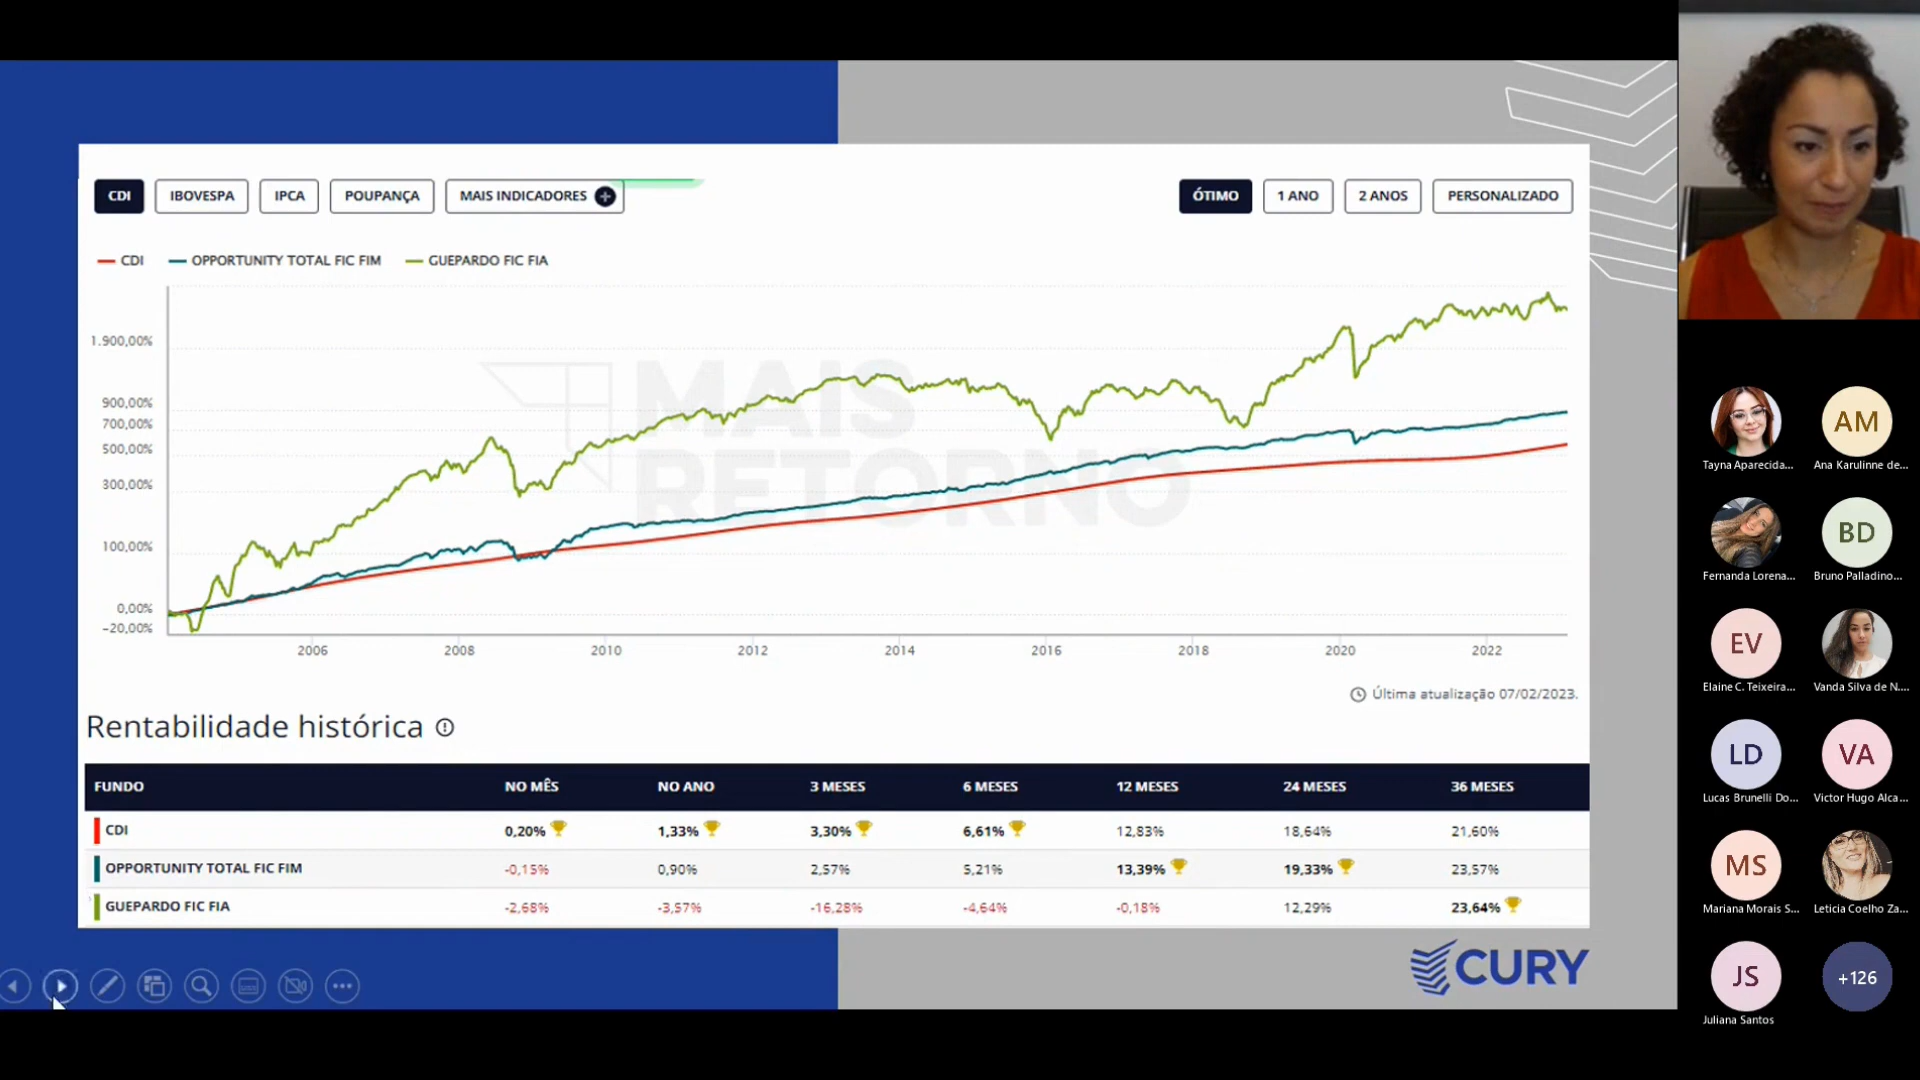 CDI IBOVESPA IPCA POUPANÇA MAIS INDICADORES ÓTIMO 1 ANO 2 ANOS PERSONALIZADO
CDI OPPORTUNITY TOTAL FIC FIM GUEPARDO FIC FIA
1.900,00%
900,00%
700,00%
500,00%
300,00%
100,00%
0,00%
-20,00%
MAIS
RETORNO
2006 2008 2010 2012 2014 2016 2018 2020 2022
Última atualização 07/02/2023.
Rentabilidade histórica
FUNDO NO MÊS NO ANO 3 MESES 6 MESES 12 MESES 24 MESES 36 MESES
CDI 0,20% 1,33% 3,30% 6,61% 12,83% 18,64% 21,60%
OPPORTUNITY TOTAL FIC FIM -0,15% 0,90% 2,57% 5,21% 13,39% 19,33% 23,57%
GUEPARDO FIC FIA -2,68% -3,57% -16,28% -4,64% -0,18% 12,29% 23,64%
CURY
AM
Tayna Aparecida... Ana Karulinne de...
BD
Fernanda Lorena... Bruno Palladino...
EV
Elaine C. Teixeira... Vanda Silva de N....
LD VA
Lucas Brunelli Do... Victor Hugo Alca...
MS
Mariana Morais S... Leticia Coelho Za...
JS +126
Juliana Santos